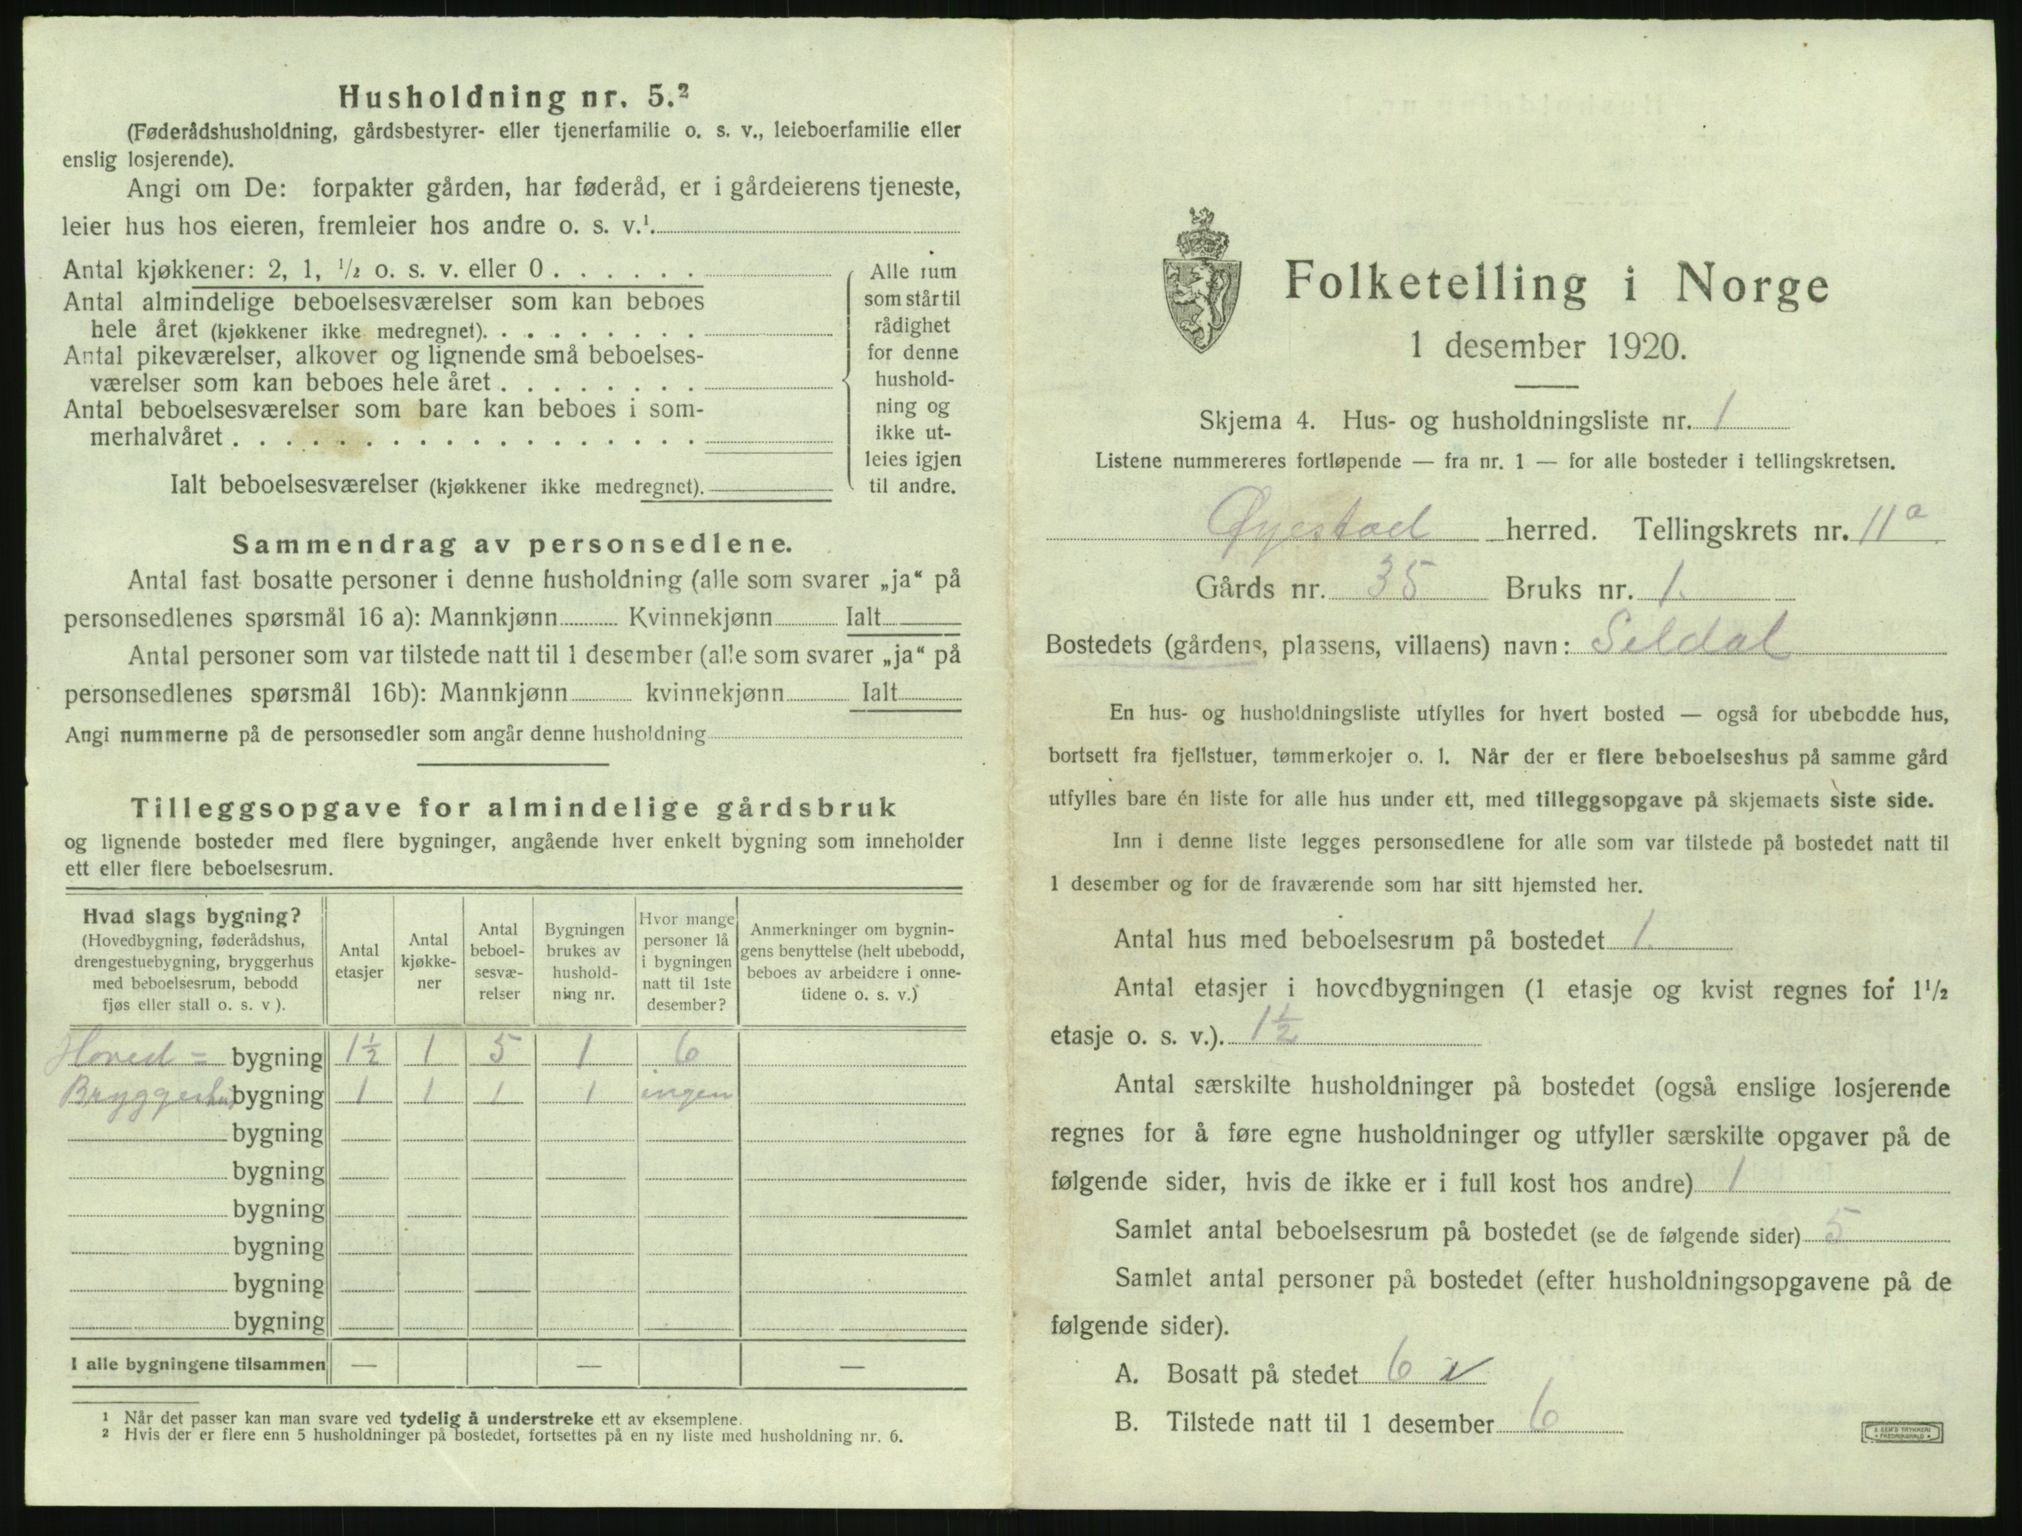 Husholdning nr. 5.²
(Føderådshusholdning, gårdsbestyrer- eller tjenerfamilie o. s. v., leieboerfamilie eller
enslig losjerende).
Angi om De: forpakter gården, har føderåd, er i gårdeierens tjeneste,
leier hus hos eieren, fremleier hos andre o. s. v.¹.
Antal kjøkkener: 2, 1, ½ o. s. v. eller 0 . . . . . .
Antal almindelige beboelsesværelser som kan beboes
hele året (kjøkkener ikke medregnet). . . . . . . . .
Antal pikeværelser, alkover og lignende små beboelses-
værelser som kan beboes hele året . . . . . . . .
Antal beboelsesværelser som bare kan beboes i som-
merhalvåret . . . . . . . . . . . . . . . . . .
Ialt beboelsesværelser (kjøkkener ikke medregnet).
Alle rum
som står til
rådighet
for denne
hushold-
ning og
ikke ut-
leies igjen
til andre.
Sammendrag av personsedlene.
Antal fast bosatte personer i denne husholdning (alle som svarer „ja“ på
personsedlenes spørsmål 16 a): Mannkjønn Kvinnekjønn Ialt
Antal personer som var tilstede natt til 1 desember (alle som svarer „ja“ på
personsedlenes spørsmål 16b): Mannkjønn kvinnekjønn Ialt
Angi nummerne på de personsedler som angår denne husholdning
Tilleggsopgave for almindelige gårdsbruk
og lignende bosteder med flere bygninger, angående hver enkelt bygning som inneholder
ett eller flere beboelsesrum.
Hvad slags bygning?
(Hovedbygning, føderådshus,
drengestuebygning, bryggerhus
med beboelsesrum, bebodd
fjøs eller stall o. s. v ).
Antal
etasjer
Antal
kjøkke-
ner
Antal
beboel-
sesvæ-
relser
Bygningen
brukes av
hushold-
ning nr.
Hvor mange
personer lå
i bygningen
natt til 1ste
desember?
Anmerkninger om bygnin-
gens benyttelse (helt ubebodd,
beboes av arbeidere i onne-
tidene o. s. v.)
Hoved = bygning 1½ 1 5 1 6
Bryggerhus bygning 1 1 1 1 ingen
bygning
bygning
bygning
bygning
bygning
bygning
I alle bygningene tilsammen — — —
1 Når det passer kan man svare ved tydelig å understreke ett av eksemplene.
2 Hvis der er flere enn 5 husholdninger på bostedet, fortsettes på en ny liste med husholdning nr. 6.
Folketelling i Norge
1 desember 1920.
Skjema 4. Hus- og husholdningsliste nr. 1
Listene nummereres fortløpende — fra nr. 1 — for alle bosteder i tellingskretsen.
Øyestad herred. Tellingskrets nr. 11a
Gårds nr. 35 Bruks nr. 1.
Bostedets (gårdens, plassens, villaens) navn: Seldal
En hus- og husholdningsliste utfylles for hvert bosted — også for ubebodde hus,
bortsett fra fjellstuer, tømmerkojer o. l. Når der er flere beboelseshus på samme gård
utfylles bare én liste for alle hus under ett, med tilleggsopgave på skjemaets siste side.
Inn i denne liste legges personsedlene for alle som var tilstede på bostedet natt til
1 desember og for de fraværende som har sitt hjemsted her.
Antal hus med beboelsesrum på bostedet 1.
Antal etasjer i hovedbygningen (1 etasje og kvist regnes for 1½
etasje o. s. v.). 1½
Antal særskilte husholdninger på bostedet (også enslige losjerende
regnes for å føre egne husholdninger og utfyller særskilte opgaver på de
følgende sider, hvis de ikke er i full kost hos andre) 1
Samlet antal beboelsesrum på bostedet (se de følgende sider) 5
Samlet antal personer på bostedet (efter husholdningsopgavene på de
følgende sider).
A. Bosatt på stedet 6 v
B. Tilstede natt til 1 desember 6